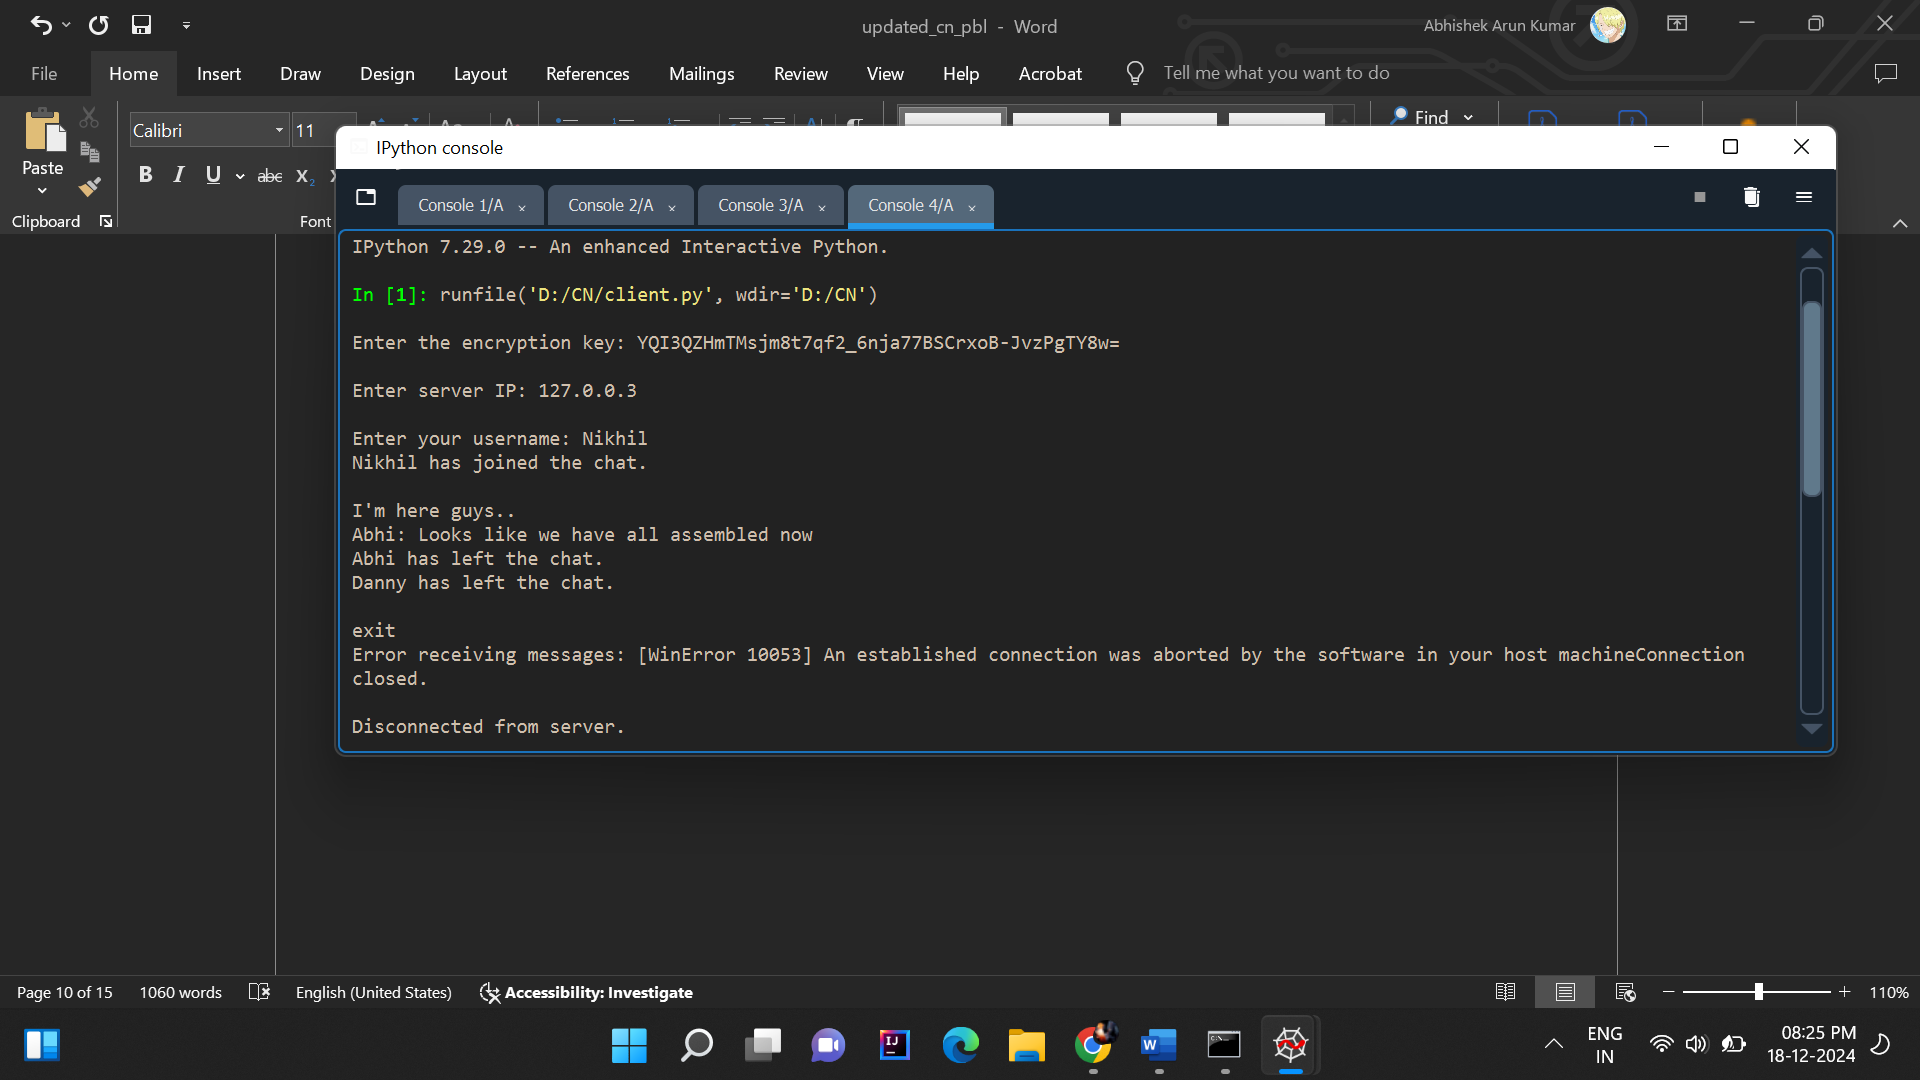 updated_cn_pbl - Word
Abhishek Arun Kumar
File
Home
Insert
Draw
Design
Layout
References
Mailings
Review
View
Help
Acrobat
Tell me what you want to do
Paste
Clipboard
Calibri
11
B I U abc X₂
Font
Find
IPython console
Console 1/A ×
Console 2/A ×
Console 3/A ×
Console 4/A ×
IPython 7.29.0 -- An enhanced Interactive Python.
In [1]: runfile('D:/CN/client.py', wdir='D:/CN')
Enter the encryption key: YQI3QZHmTMsjm8t7qf2_6nja77BSCrxoB-JvzPgTY8w=
Enter server IP: 127.0.0.3
Enter your username: Nikhil
Nikhil has joined the chat.
I'm here guys..
Abhi: Looks like we have all assembled now
Abhi has left the chat.
Danny has left the chat.
exit
Error receiving messages: [WinError 10053] An established connection was aborted by the software in your host machineConnection
closed.
Disconnected from server.
Page 10 of 15
1060 words
English (United States)
Accessibility: Investigate
110%
ENG
IN
08:25 PM
18-12-2024